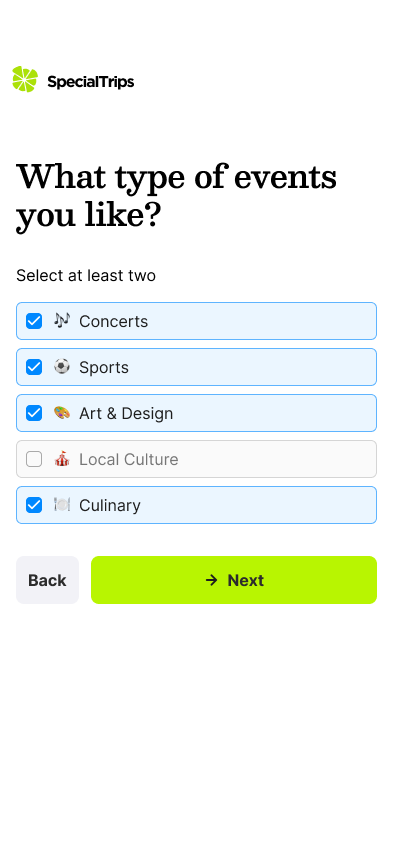 SpecialTrips
What type of events
you like?
Select at least two
Concerts
Sports
Art & Design
Local Culture
Culinary
Back
→ Next